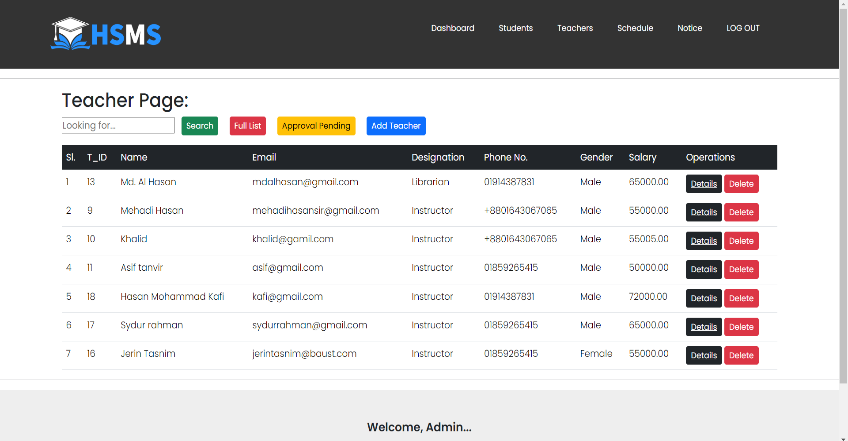 HSMS Dashboard Students Teachers Schedule Notice LOG OUT
Teacher Page:
Looking for... Search Full List Approval Pending Add Teacher
Sl. T_ID Name Email Designation Phone No. Gender Salary Operations
1 13 Md. Al Hasan mdalhasan@gmail.com Librarian 01914387831 Male 65000.00 Details Delete
2 9 Mehadi Hasan mehadihasansir@gmail.com Instructor +8801643067065 Male 55000.00 Details Delete
3 10 Khalid khalid@gamil.com Instructor +8801643067065 Male 55005.00 Details Delete
4 11 Asif tanvir asif@gmail.com Instructor 01859265415 Male 50000.00 Details Delete
5 18 Hasan Mohammad Kafi kafi@gmail.com Instructor 01914387831 Male 72000.00 Details Delete
6 17 Sydur rahman sydurrahman@gmail.com Instructor 01859265415 Male 65000.00 Details Delete
7 16 Jerin Tasnim jerintasnim@baust.com Instructor 01859265415 Female 55000.00 Details Delete
Welcome, Admin...